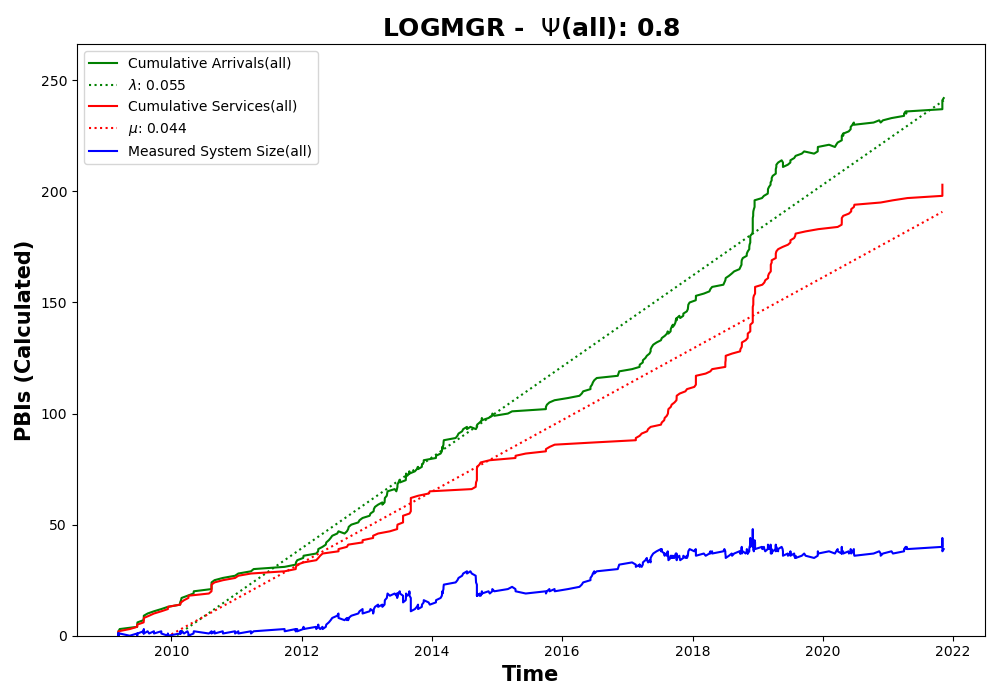 LOGMGR - Ψ(all): 0.8
Cumulative Arrivals(all)
λ: 0.055
Cumulative Services(all)
μ: 0.044
Measured System Size(all)
PBIs (Calculated)
250
200
150
100
50
0
2010 2012 2014 2016 2018 2020 2022
Time